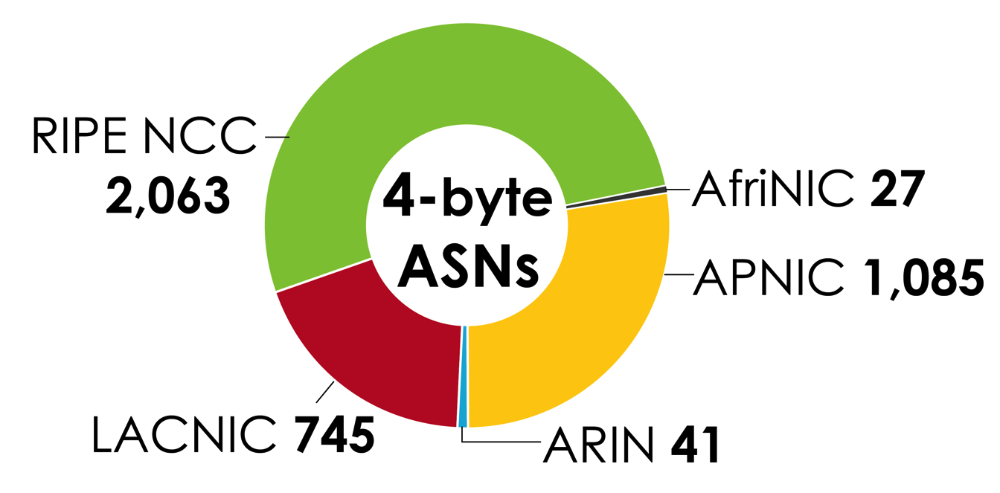 RIPE NCC
2,063
4-byte
ASNs
AfriNIC 27
APNIC 1,085
LACNIC 745
ARIN 41